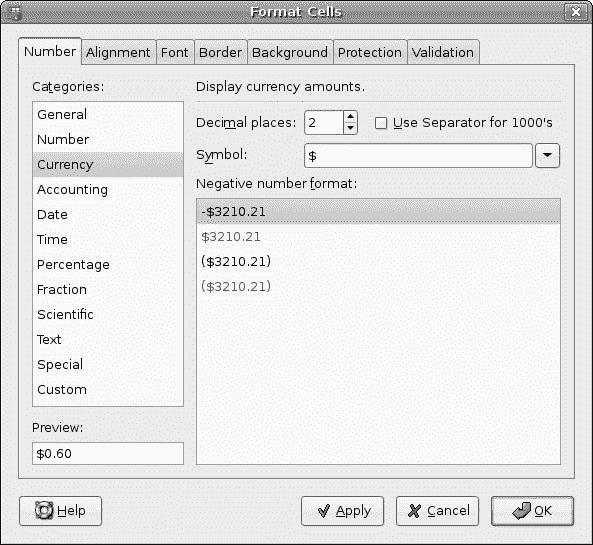 Format Cells
Number Alignment Font Border Background Protection Validation
Categories:
General
Number
Currency
Accounting
Date
Time
Percentage
Fraction
Scientific
Text
Special
Custom
Preview:
$0.60
Display currency amounts.
Decimal places: 2 Use Separator for 1000's
Symbol: $
Negative number format:
-$3210.21
$3210.21
($3210.21)
($3210.21)
Help Apply Cancel OK